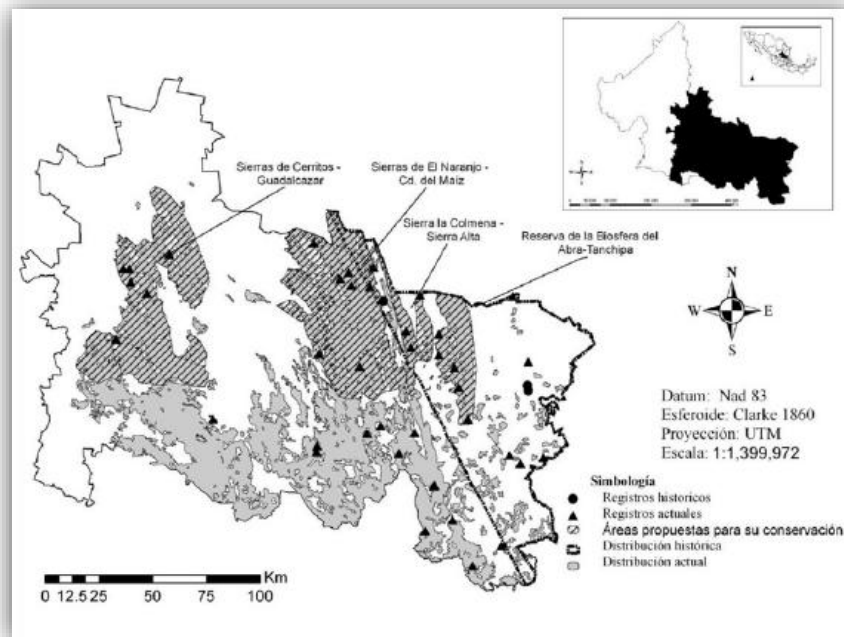 Sierras de Cerritos -
Guadalcazar
Sierras de El Naranjo -
Cd. del Maíz
Sierra la Colmena -
Sierra Alta
Reserva de la Biosfera del
Abra-Tanchipa
N
W
E
S
Datum: Nad 83
Esferoide: Clarke 1860
Proyección: UTM
Escala: 1:1,399,972
Simbología
Registros historicos
Registros actuales
Áreas propuestas para su conservación
Distribución histórica
Distribución actual
Km
0 12.5 25 50 75 100